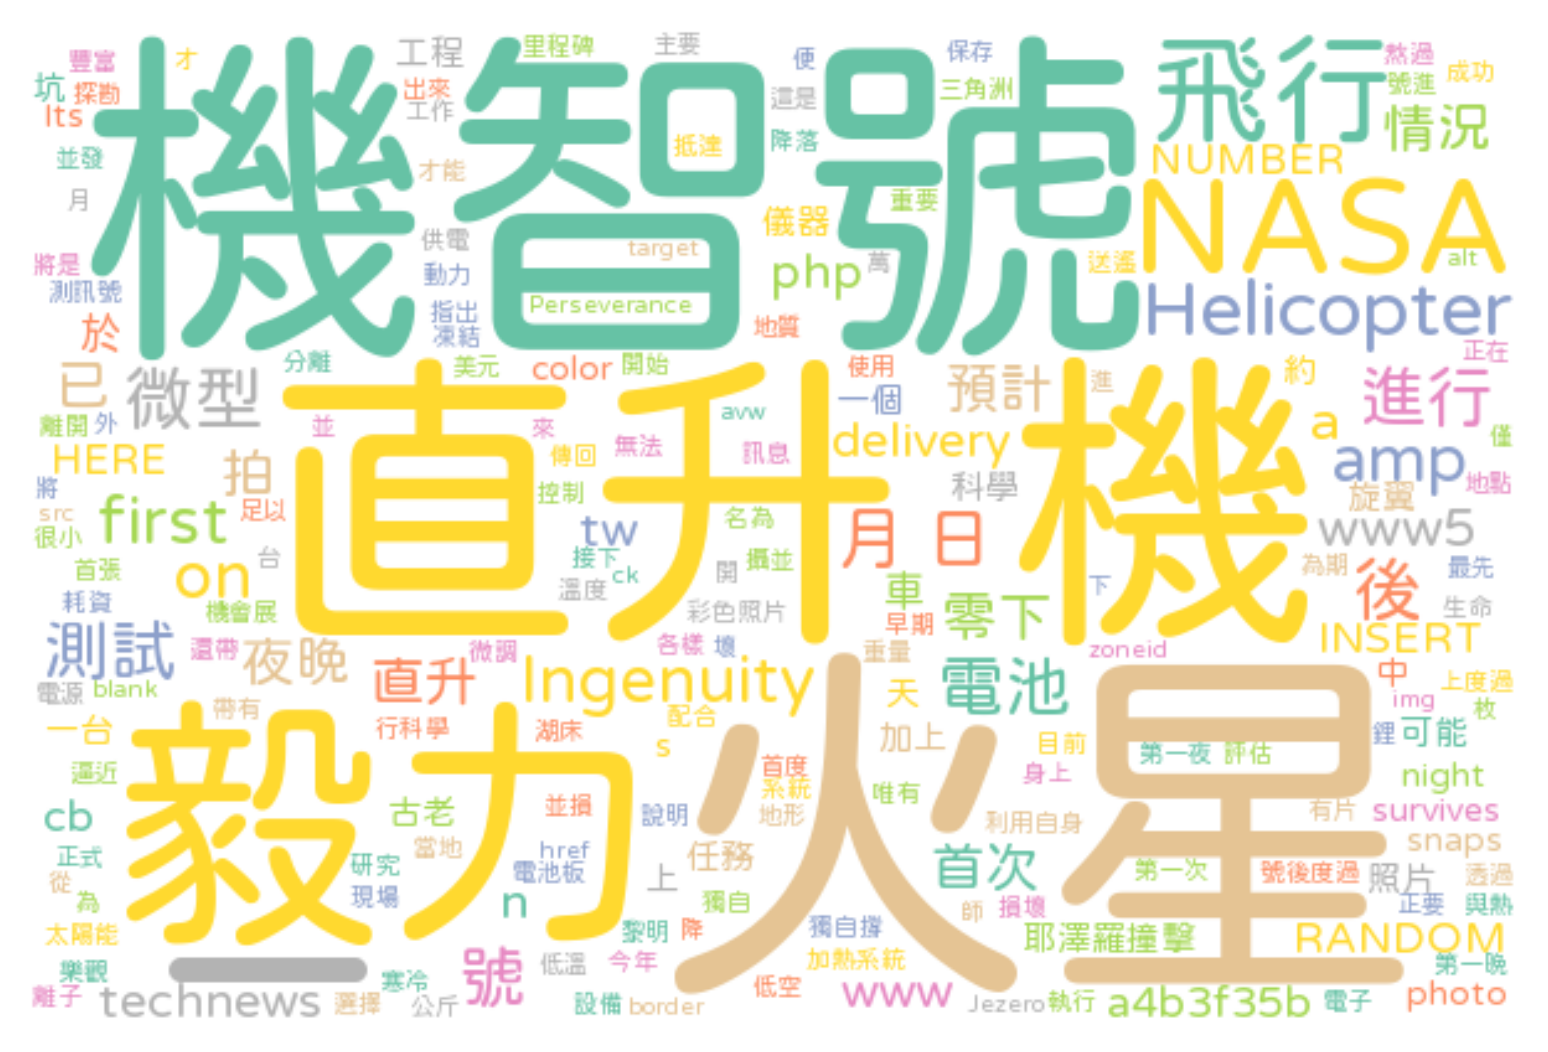 豐富 才 工程 里程碑 主要 便 保存 飛行 熬過
坑 探勘 機智號 出來 這是 三角洲 號進 成功
Its 工作 降落 情況
並發 才能 抵達 NUMBER
月 重要 NASA
供電 target 儀器
將是 動力 php 萬 送遙 alt
測訊號 指出 Perseverance Helicopter
於 凍結 地質 正在
已 微型 分離 美元 color 開始 使用 預計 進 約 進行
離開 外 並 直升機 來 avw 一個 a 僅
HERE 拍 傳回 無法 訊息 delivery amp
將 控制 科學 旋翼 地點
src first 足以 tw 名為 月 日 www5
很小 台 接下 攝並
首張 on 溫度 ck 開 車 下 為期 後 最先
耗資 機會展 彩色照片 早期 零下 生命
測試 還帶 夜晚 微調 各樣 壞 重量 zoneid INSERT
電源 blank 直升 Ingenuity 天 電池 中 上度過
帶有 配合 img 枚
一台 毅力 行科學 湖床 s 火星 加上 目前 第一夜 評估 鋰 可能
逼近 首度 身上 night
cb 古老 並損 說明 系統 唯有 利用自身 有片 survives
地形
正式 當地 href 任務 首次 snaps
從 研究 電池板 上 第一次 號後度過 照片 透過
為 現場 n 獨自 師 損壞 正要 與熱
太陽能 黎明 降 獨自撐 耶澤羅撞擊 RANDOM
樂觀 一 寒冷 號 低溫 今年 加熱系統 第一晚
離子 technews 選擇 公斤 設備 border 低空 www Jezero 執行 a4b3f35b 電子 photo